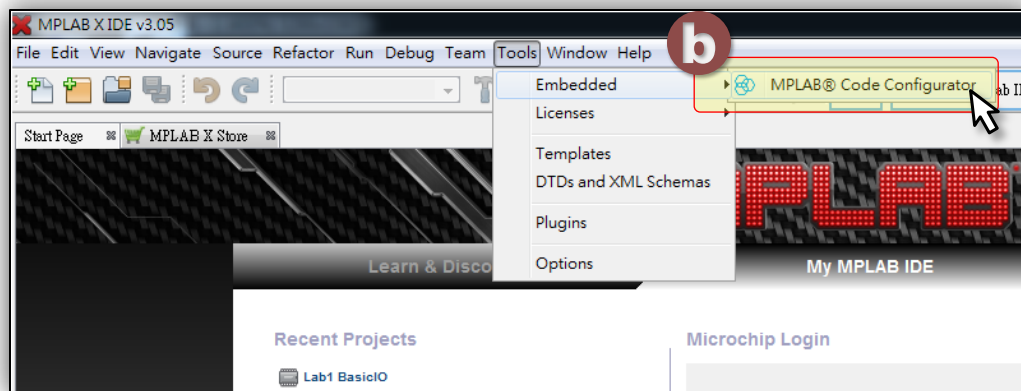 MPLAB X IDE v3.05
File Edit View Navigate Source Refactor Run Debug Team Tools Window Help
b
Embedded
MPLAB® Code Configurator
Licenses
Start Page
MPLAB X Store
Templates
DTDs and XML Schemas
Plugins
MPLAB
Options
Learn & Disco
My MPLAB IDE
Recent Projects
Microchip Login
Lab1 BasicIO